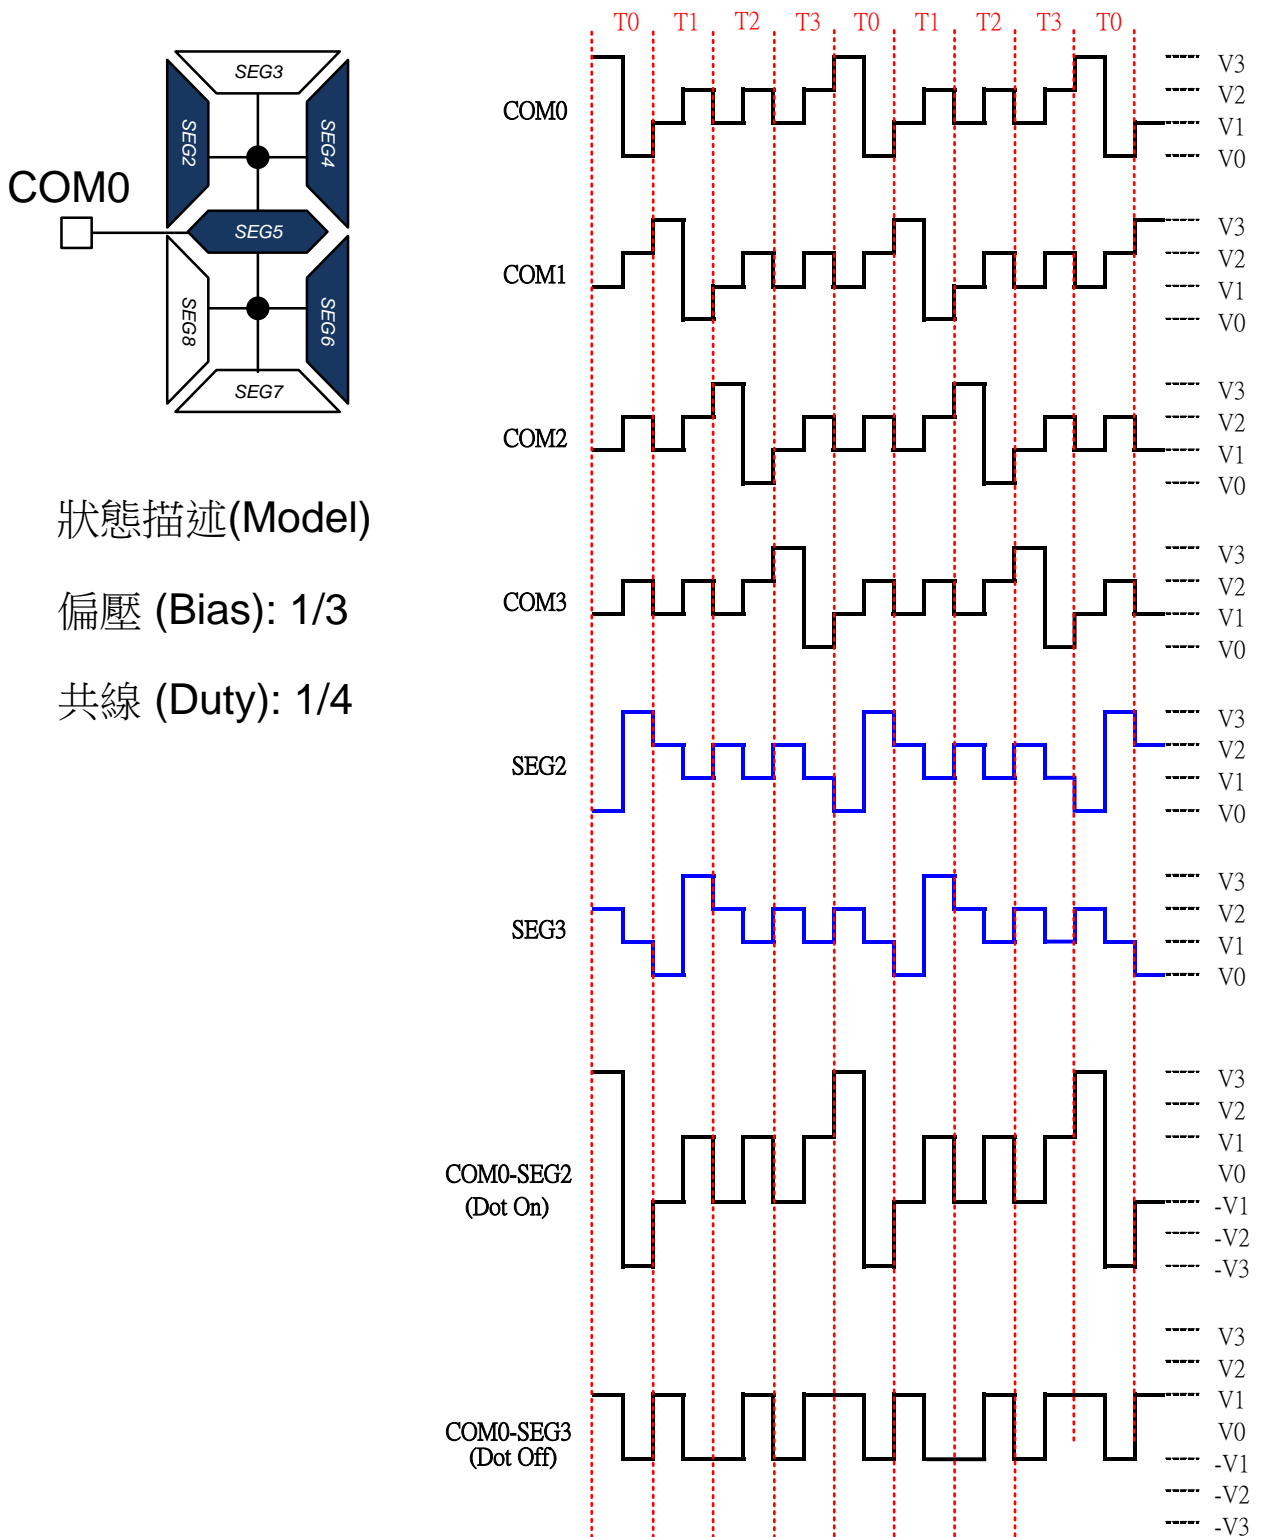 T0 T1 T2 T3 T0 T1 T2 T3 T0
SEG3
SEG2
SEG4
COM0
SEG5
SEG8
SEG6
SEG7
狀態描述(Model)
偏壓 (Bias): 1/3
共線 (Duty): 1/4
COM0
V3
V2
V1
V0
COM1
V3
V2
V1
V0
COM2
V3
V2
V1
V0
COM3
V3
V2
V1
V0
SEG2
V3
V2
V1
V0
SEG3
V3
V2
V1
V0
COM0-SEG2
(Dot On)
V3
V2
V1
V0
-V1
-V2
-V3
COM0-SEG3
(Dot Off)
V3
V2
V1
V0
-V1
-V2
-V3